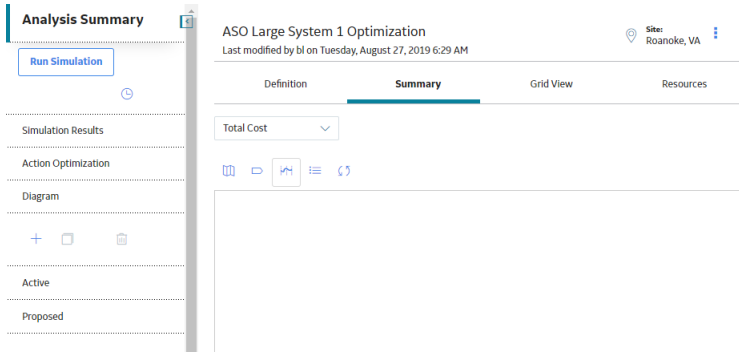 Analysis Summary
Run Simulation
Simulation Results
Action Optimization
Diagram
Active
Proposed
ASO Large System 1 Optimization
Last modified by bl on Tuesday, August 27, 2019 6:29 AM
Site:
Roanoke, VA
Definition
Summary
Grid View
Resources
Total Cost